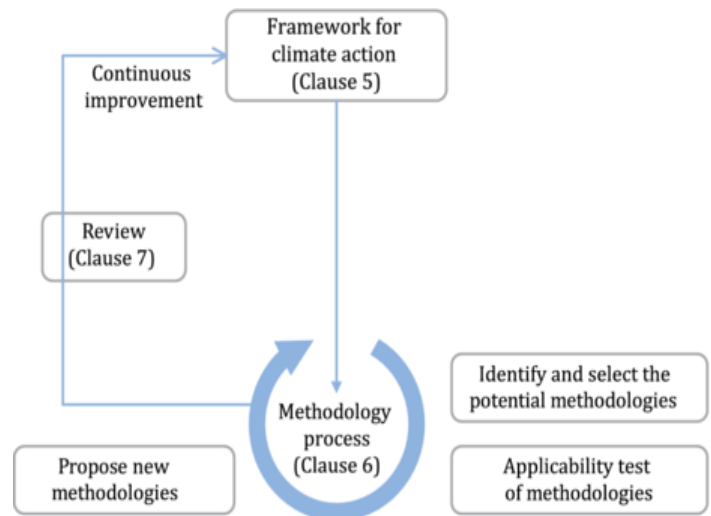 Framework for
climate action
(Clause 5)
Continuous
improvement
Review
(Clause 7)
Methodology
process
(Clause 6)
Identify and select the
potential methodologies
Applicability test
of methodologies
Propose new
methodologies